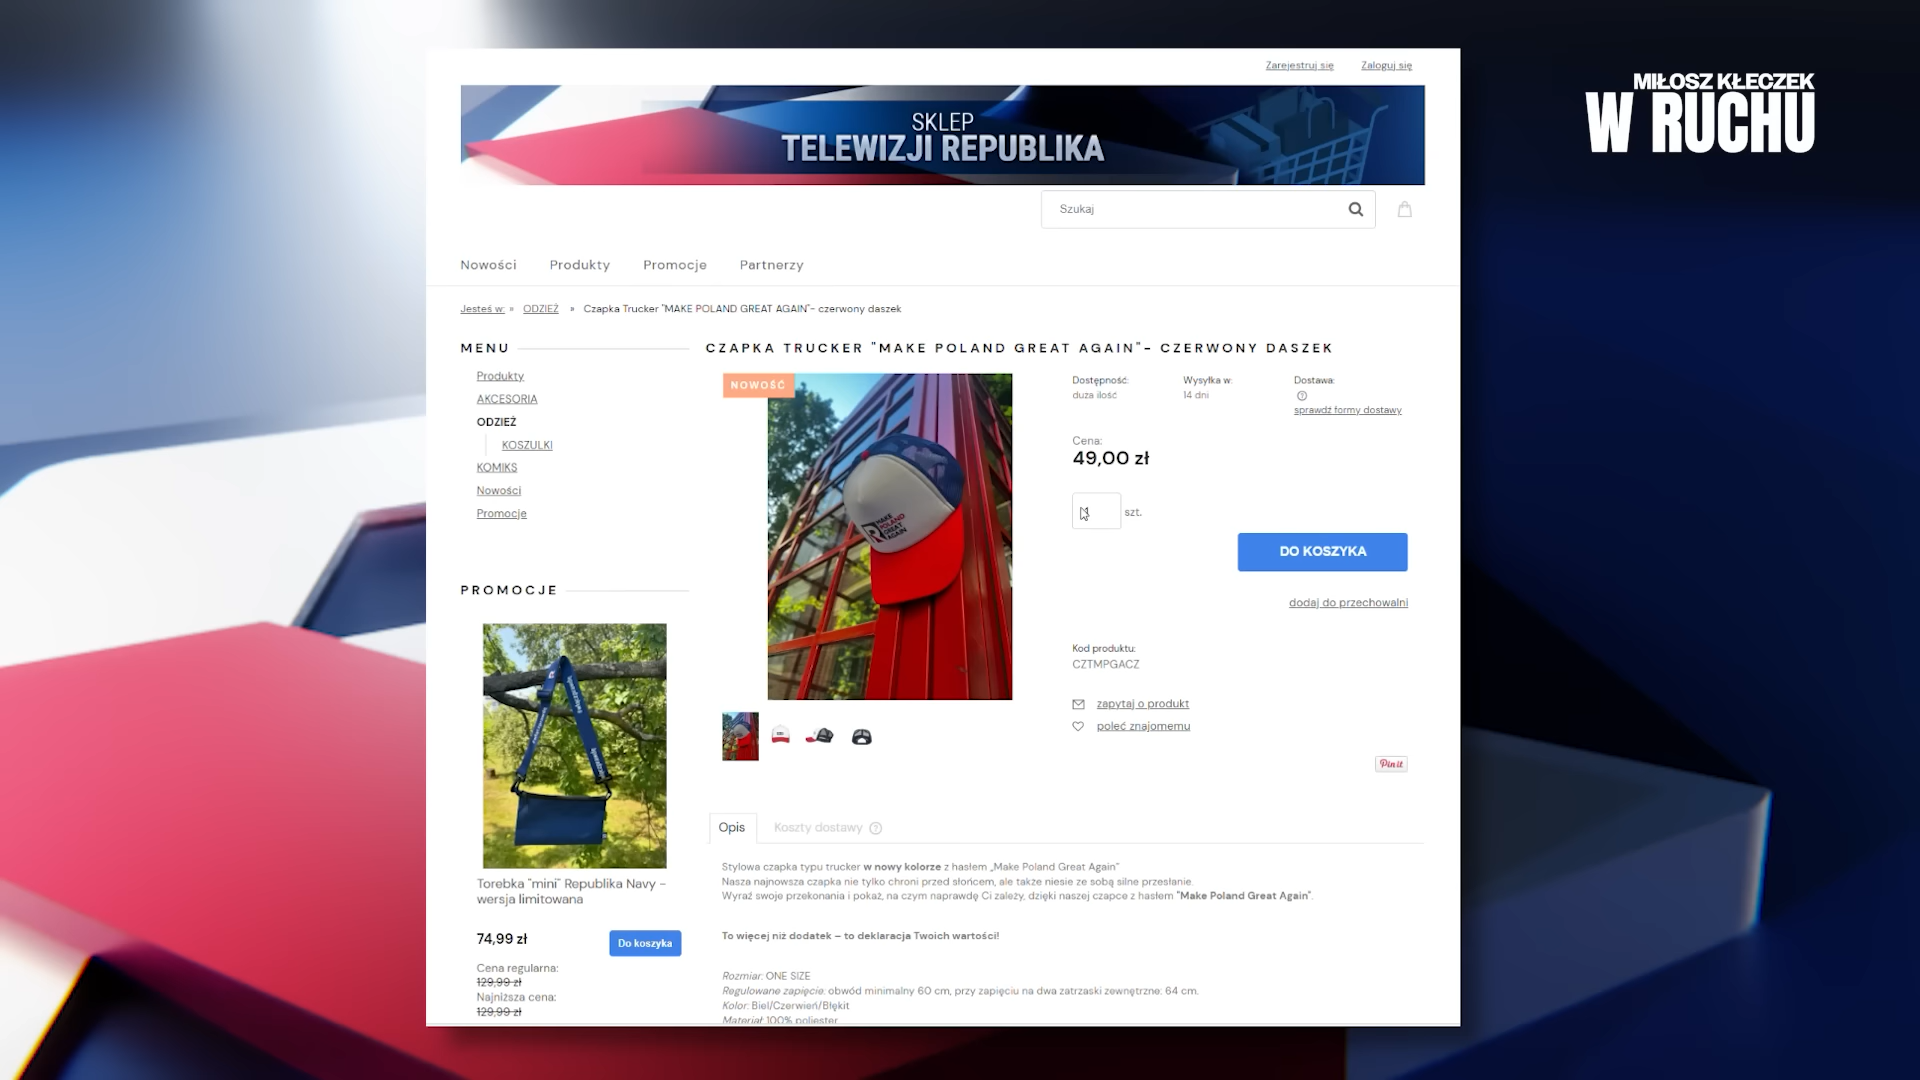 MIŁOSZ KŁECZEK
W RUCHU
Zarejestruj się
Zaloguj się
SKLEP
TELEWIZJI REPUBLIKA
Szukaj
Nowości
Produkty
Promocje
Partnerzy
Jesteś w: » ODZIEŻ » Czapka Trucker "MAKE POLAND GREAT AGAIN"- czerwony daszek
MENU
Produkty
AKCESORIA
ODZIEŻ
KOSZULKI
KOMIKS
Nowości
Promocje
CZAPKA TRUCKER "MAKE POLAND GREAT AGAIN"- CZERWONY DASZEK
NOWOŚĆ
MAKE
POLAND
GREAT
AGAIN
Dostępność:
duża ilość
Wysyłka w:
14 dni
Dostawa:
sprawdź formy dostawy
Cena:
49,00 zł
szt.
DO KOSZYKA
dodaj do przechowalni
Kod produktu:
CZTMPGACZ
zapytaj o produkt
poleć znajomemu
Pin it
PROMOCJE
Torebka "mini" Republika Navy -
wersja limitowana
74,99 zł
Do koszyka
Cena regularna:
129,99 zł
Najniższa cena:
129,99 zł
Opis
Koszty dostawy
Stylowa czapka typu trucker w nowy kolorze z hasłem „Make Poland Great Again"
Nasza najnowsza czapka nie tylko chroni przed słońcem, ale także niesie ze sobą silne przesłanie.
Wyraź swoje przekonania i pokaż, na czym naprawdę Ci zależy, dzięki naszej czapce z hasłem "Make Poland Great Again".
To więcej niż dodatek – to deklaracja Twoich wartości!
Rozmiar: ONE SIZE
Regulowane zapięcie: obwód minimalny 60 cm, przy zapięciu na dwa zatrzaski zewnętrzne: 64 cm.
Kolor: Biel/Czerwień/Błękit
Materiał: 100% poliester